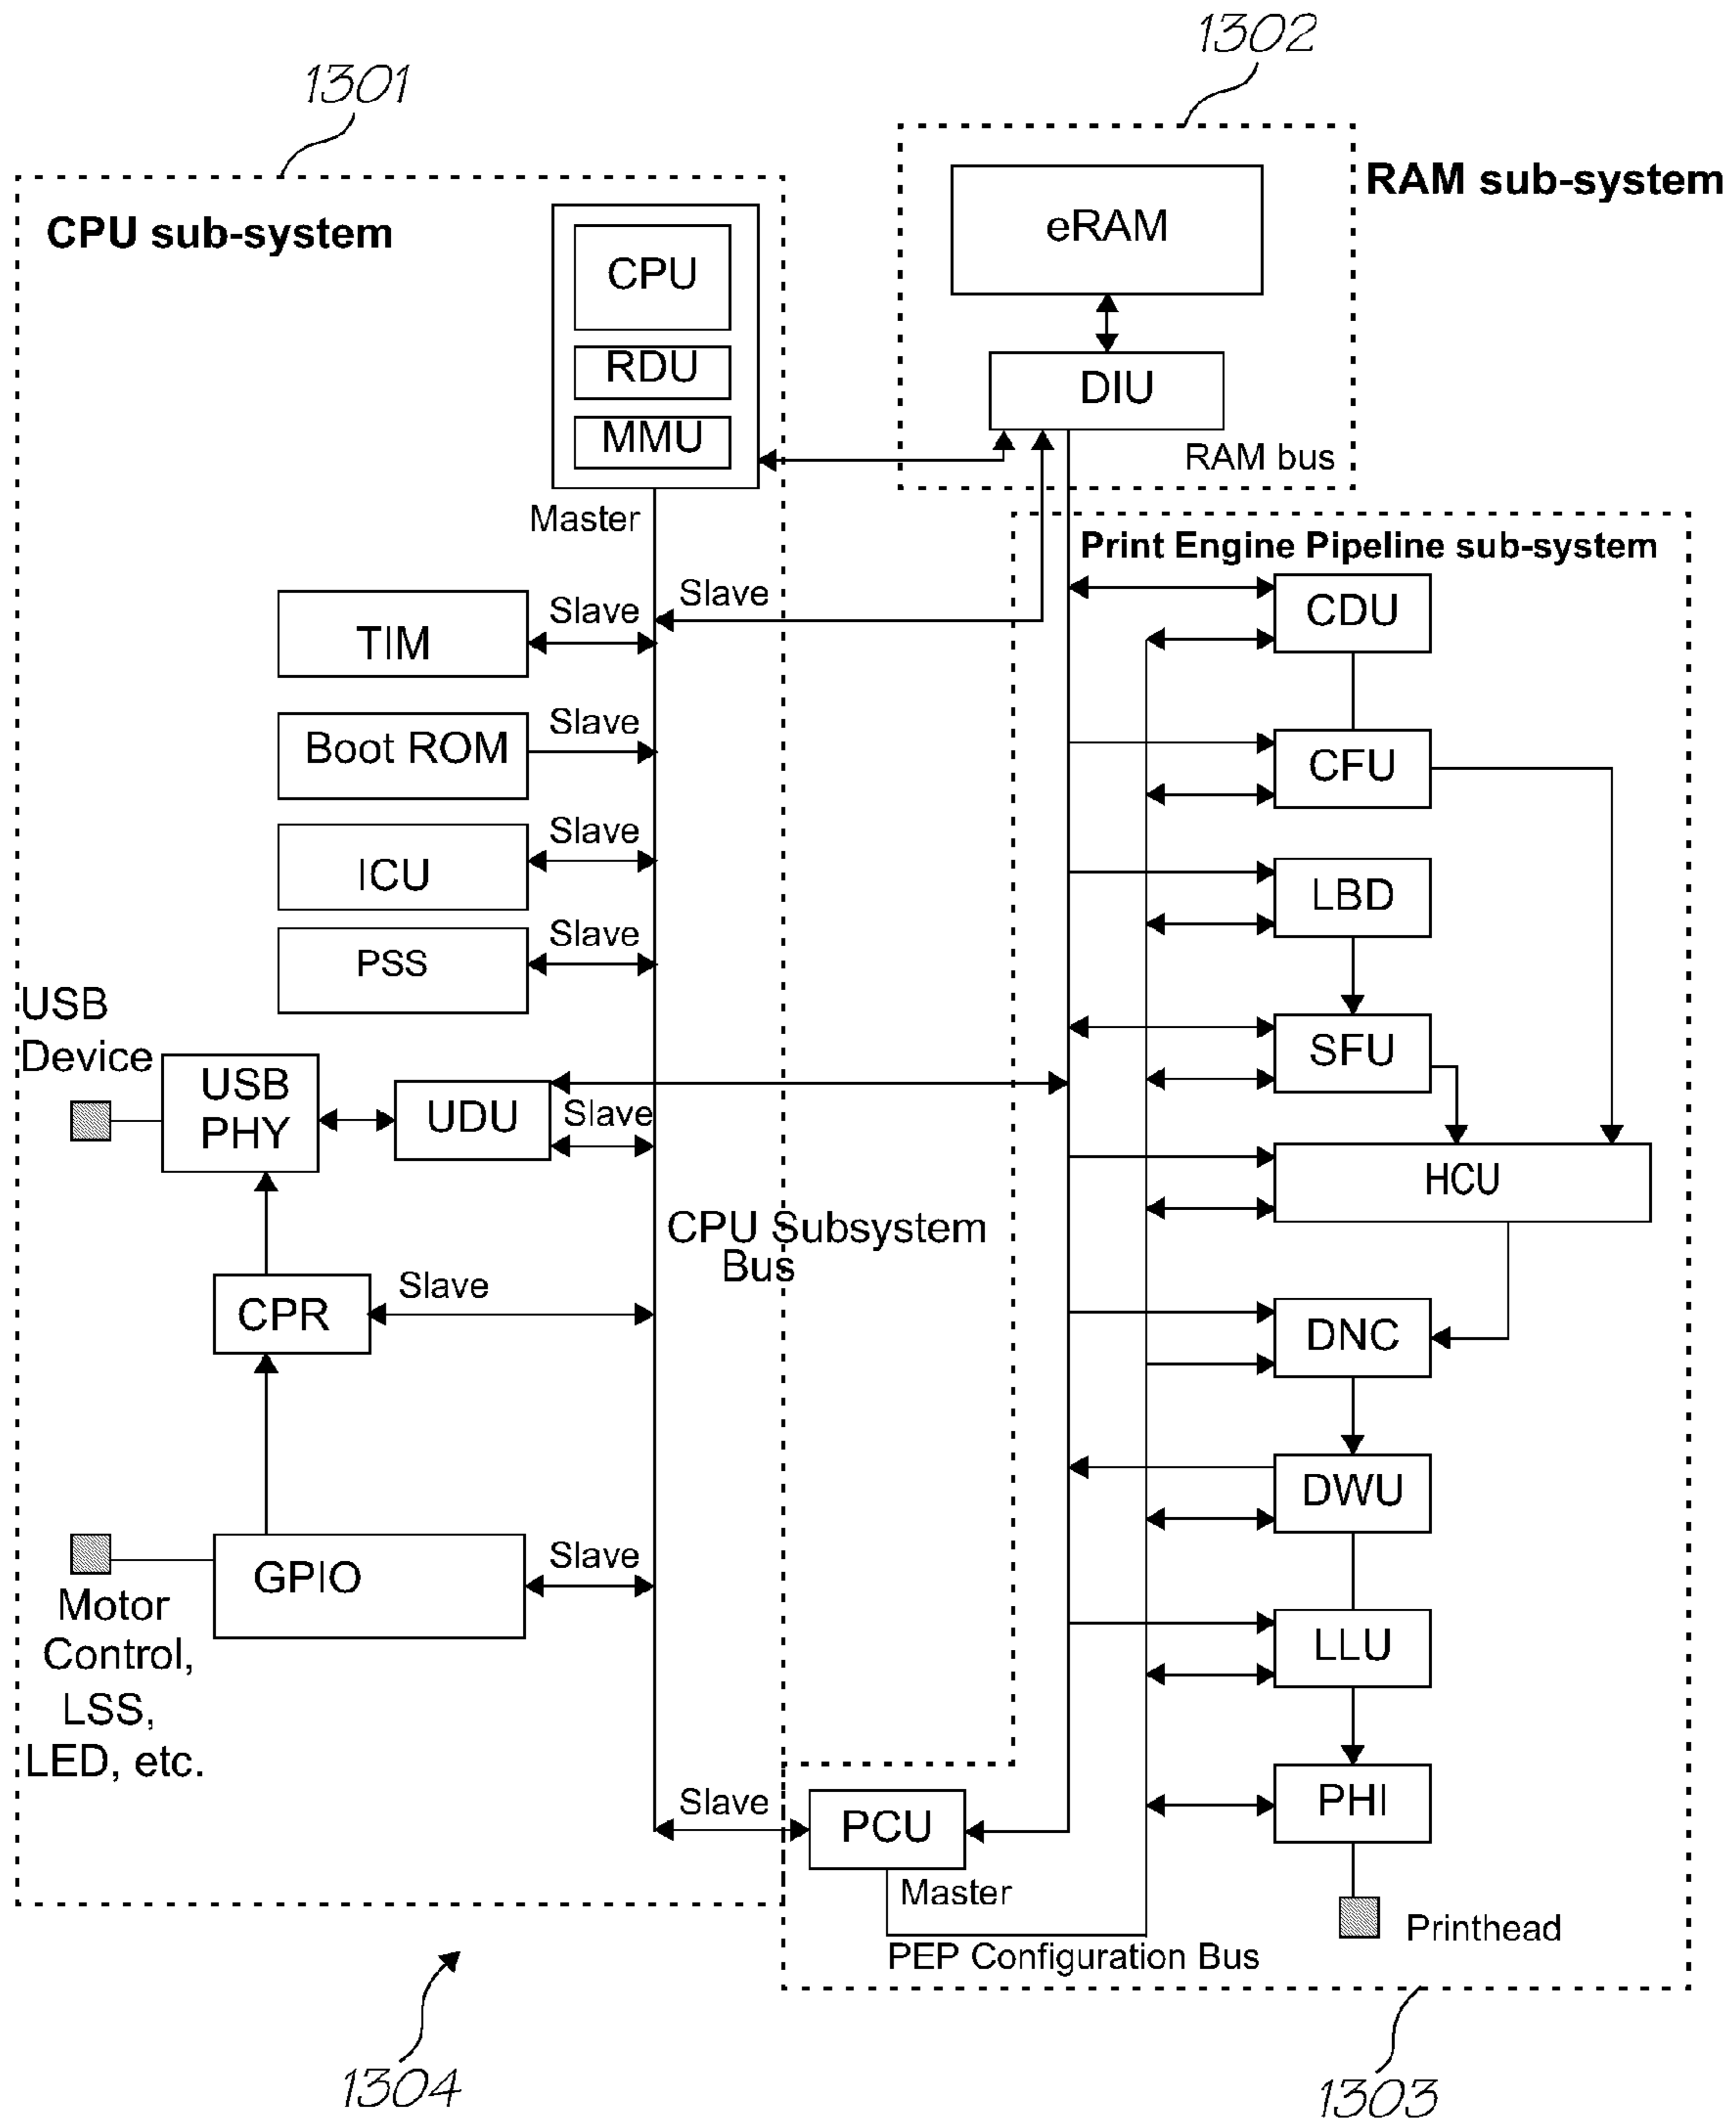 1302
1301
RAM sub-system
CPU sub-system
eRAM
CPU
RDU
DIU
MMU
RAM bus
Master
Print Engine Pipeline sub-system
Slave
Slave
CDU
TIM
Slave
Boot ROM
CFU
Slave
ICU
LBD
Slave
PSS
USB
Device
SFU
USB
PHY
UDU
Slave
HCU
CPU Subsystem
Bus
Slave
CPR
DNC
DWU
Slave
GPIO
Motor
Control,
LSS,
LED, etc.
LLU
Slave
PCU
PHI
Master
Printhead
PEP Configuration Bus
1304
1303